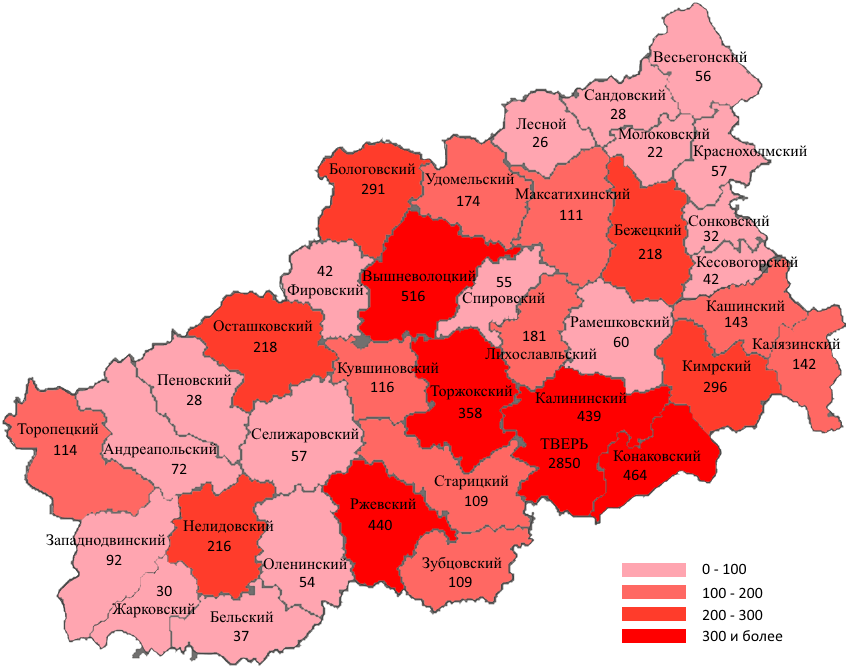 Весьегонский
56
Сандовский
28
Лесной
26
Молоковский
22
Краснохолмский
57
Бологовский
291
Удомельский
174
Максатихинский
111
Бежецкий
218
Сонковский
32
Кесовогорский
42
42
Фировский
Вышневолоцкий
516
55
Спировский
Кашинский
143
Осташковский
218
181
Лихославльский
Рамешковский
60
Калязинский
142
Пеновский
28
Кувшиновский
116
Торжокский
358
Кимрский
296
Калининский
439
Торопецкий
114
Андреапольский
72
Селижаровский
57
ТВЕРЬ
2850
Конаковский
464
Старицкий
109
Ржевский
440
Нелидовский
216
Западнодвинский
92
Оленинский
54
Зубцовский
109
30
Жарковский
Бельский
37
0 - 100
100 - 200
200 - 300
300 и более